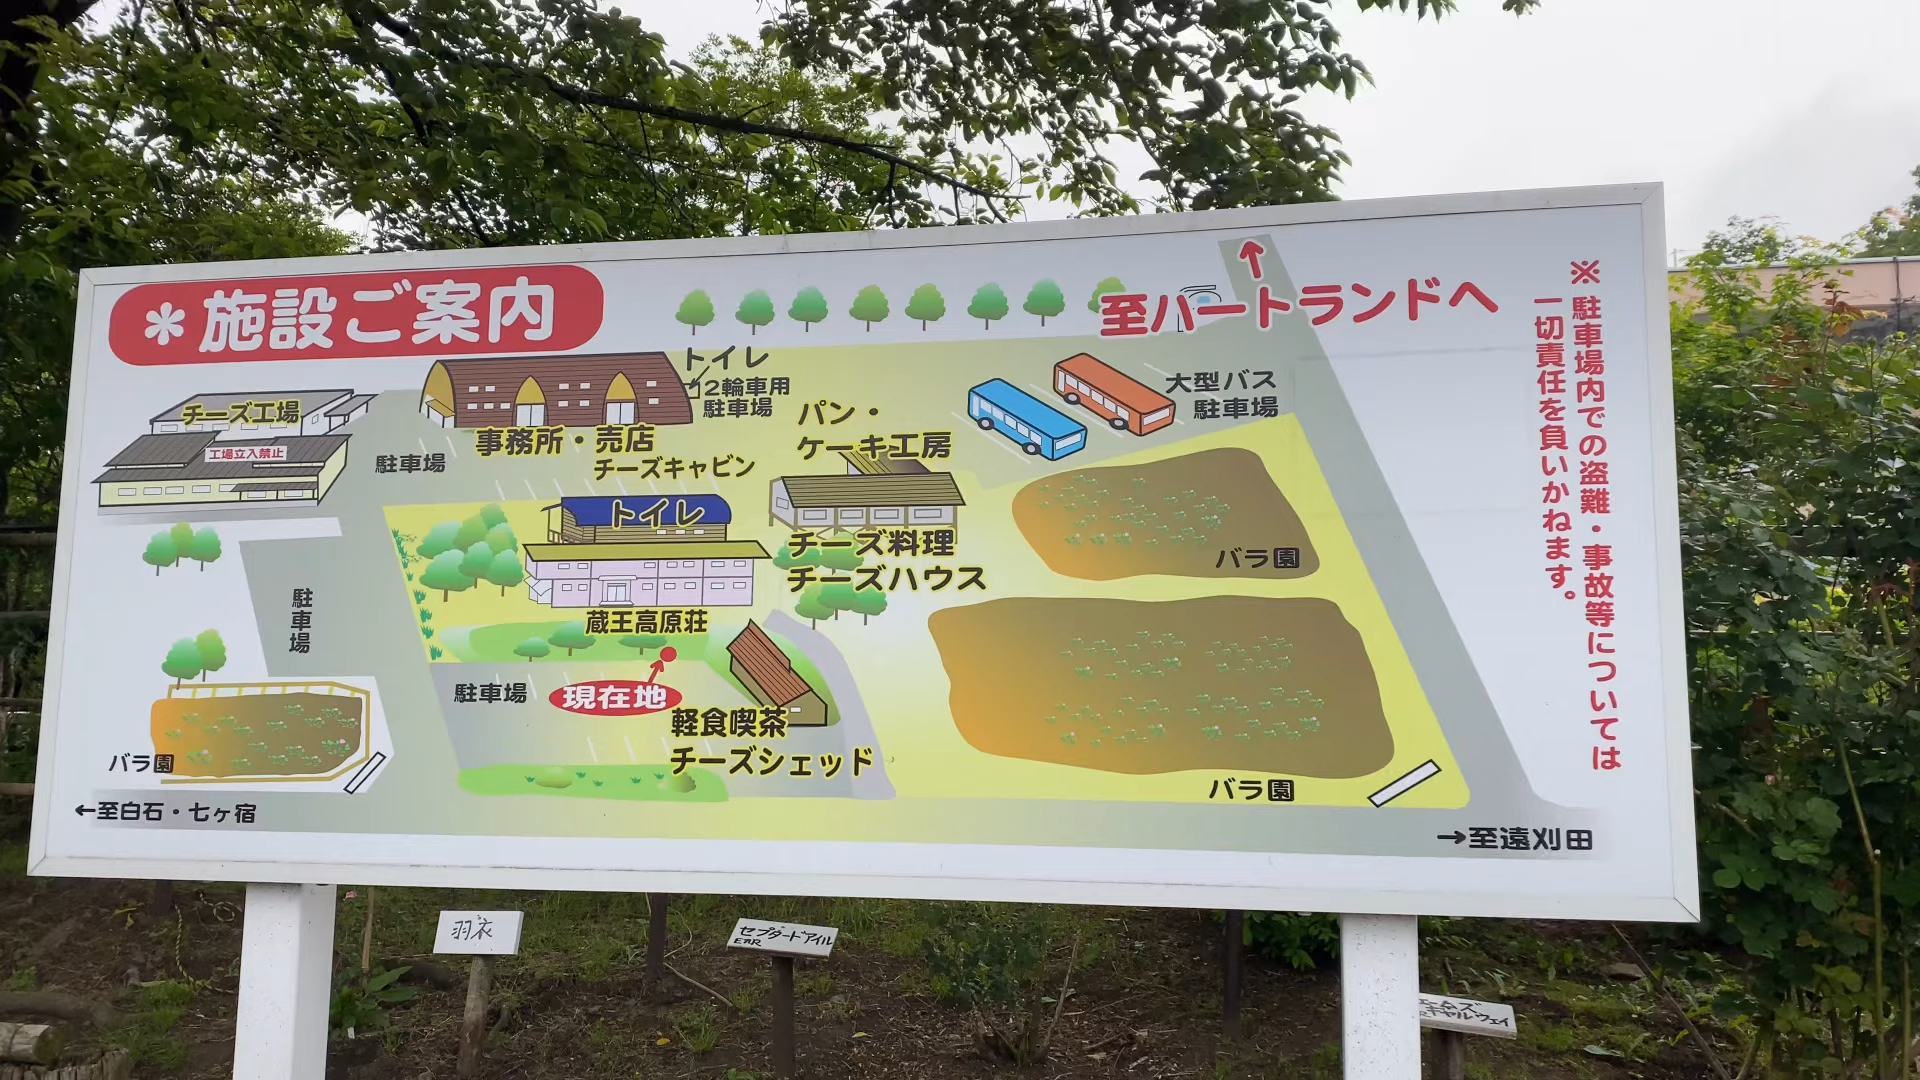 ＊施設ご案内
至ハートランドへ
※駐車場内での盗難・事故等については
一切責任を負いかねます。
チーズ工場
工場立入禁止
駐車場
事務所・売店
チーズキャビン
トイレ
2輪車用
駐車場
パン・
ケーキ工房
大型バス
駐車場
トイレ
チーズ料理
チーズハウス
バラ園
駐車場
蔵王高原荘
駐車場
現在地
軽食喫茶
チーズシェッド
バラ園
バラ園
←至白石・七ヶ宿
→至遠刈田
羽衣
セプタードアイル